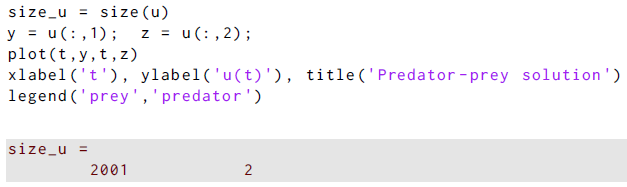 size_u = size(u)
y = u(:,1);  z = u(:,2);
plot(t,y,t,z)
xlabel('t'), ylabel('u(t)'), title('Predator-prey solution')
legend('prey','predator')
size_u =
        2001           2